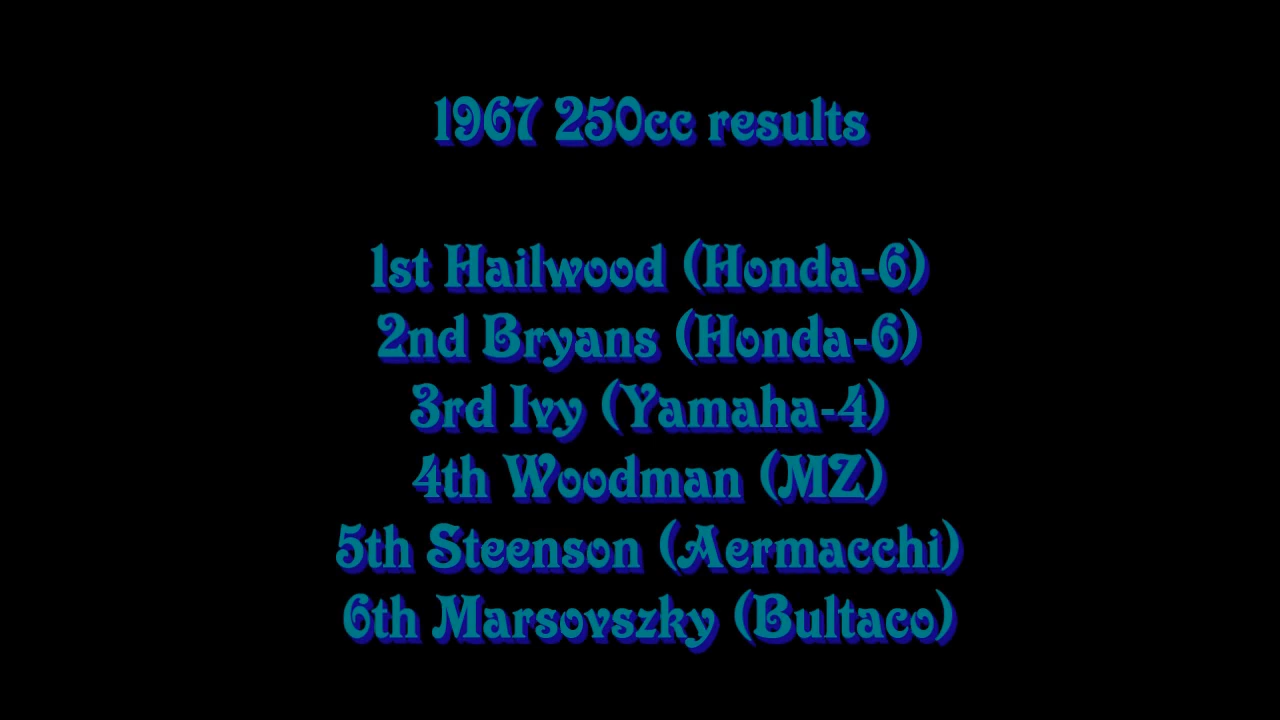 1967 250cc results
1st Hailwood (Honda-6)
2nd Bryans (Honda-6)
3rd Ivy (Yamaha-4)
4th Woodman (MZ)
5th Steenson (Aermacchi)
6th Marsovszky (Bultaco)